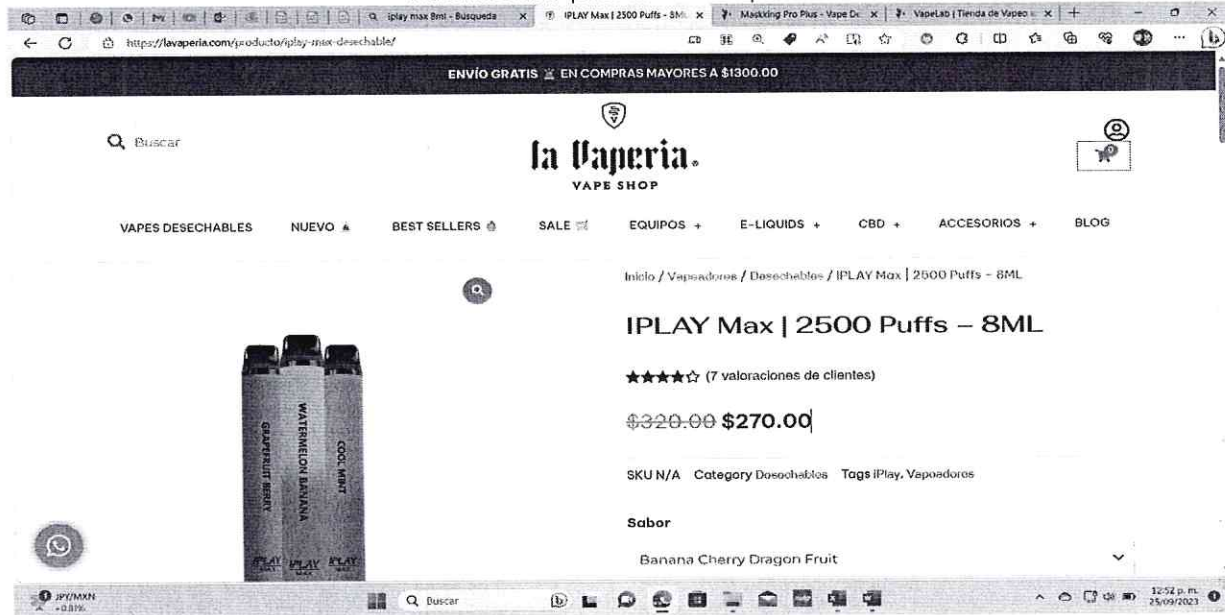 iplay max 8ml - Búsqueda
IPLAY Max | 2500 Puffs - 8ML
Maskking Pro Plus - Vape De
VapeLab | Tienda de Vapeo
https://lavaperia.com/producto/iplay-max-desechable/
ENVÍO GRATIS EN COMPRAS MAYORES A $1300.00
Buscar
la Vaperia.
VAPE SHOP
VAPES DESECHABLES NUEVO BEST SELLERS SALE EQUIPOS + E-LIQUIDS + CBD + ACCESORIOS + BLOG
Inicio / Vapeadores / Desechables / IPLAY Max | 2500 Puffs – 8ML
IPLAY Max | 2500 Puffs – 8ML
(7 valoraciones de clientes)
$320.00 $270.00
SKU N/A Category Desechables Tags iPlay, Vapeadores
Sabor
Banana Cherry Dragon Fruit
GRAPEFRUIT BERRY
WATERMELON BANANA
COOL MINT
IPLAY MAX
IPLAY MAX
IPLAY MAX
JPY/MXN
+0.81%
Buscar
12:52 p. m.
25/09/2023